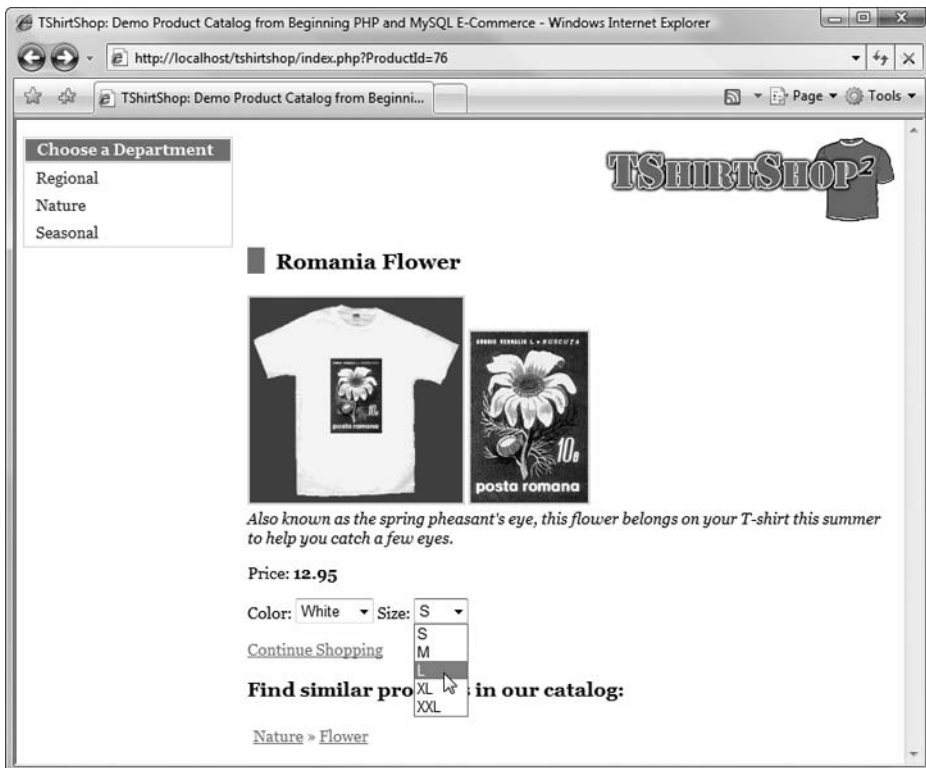 TShirtShop: Demo Product Catalog from Beginning PHP and MySQL E-Commerce - Windows Internet Explorer
http://localhost/tshirtshop/index.php?ProductId=76
TShirtShop: Demo Product Catalog from Beginni...
Page
Tools
Choose a Department
Regional
Nature
Seasonal
TShirtShop²
Romania Flower
posta romana
ADONIS VERNALIS L • RUSCUZA
10B
posta romana
Also known as the spring pheasant's eye, this flower belongs on your T-shirt this summer
to help you catch a few eyes.
Price: 12.95
Color: White Size: S
S
M
L
XL
XXL
Continue Shopping
Find similar pro s in our catalog:
Nature » Flower